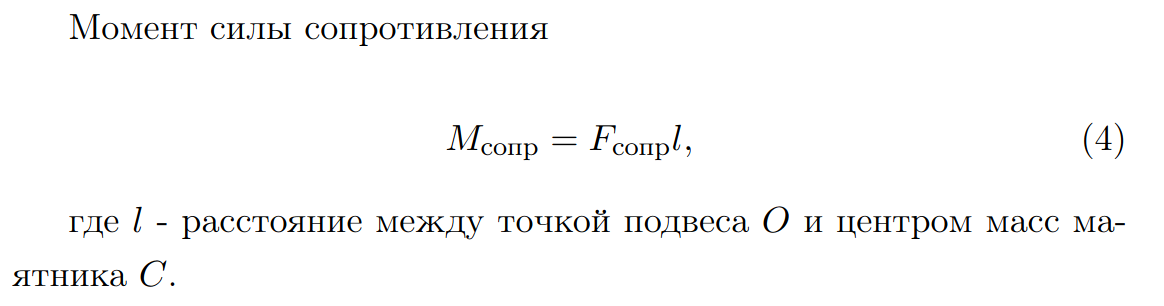 Момент силы сопротивления
M_сопр = F_сопр l, (4)
где l - расстояние между точкой подвеса O и центром масс ма-
ятника C.